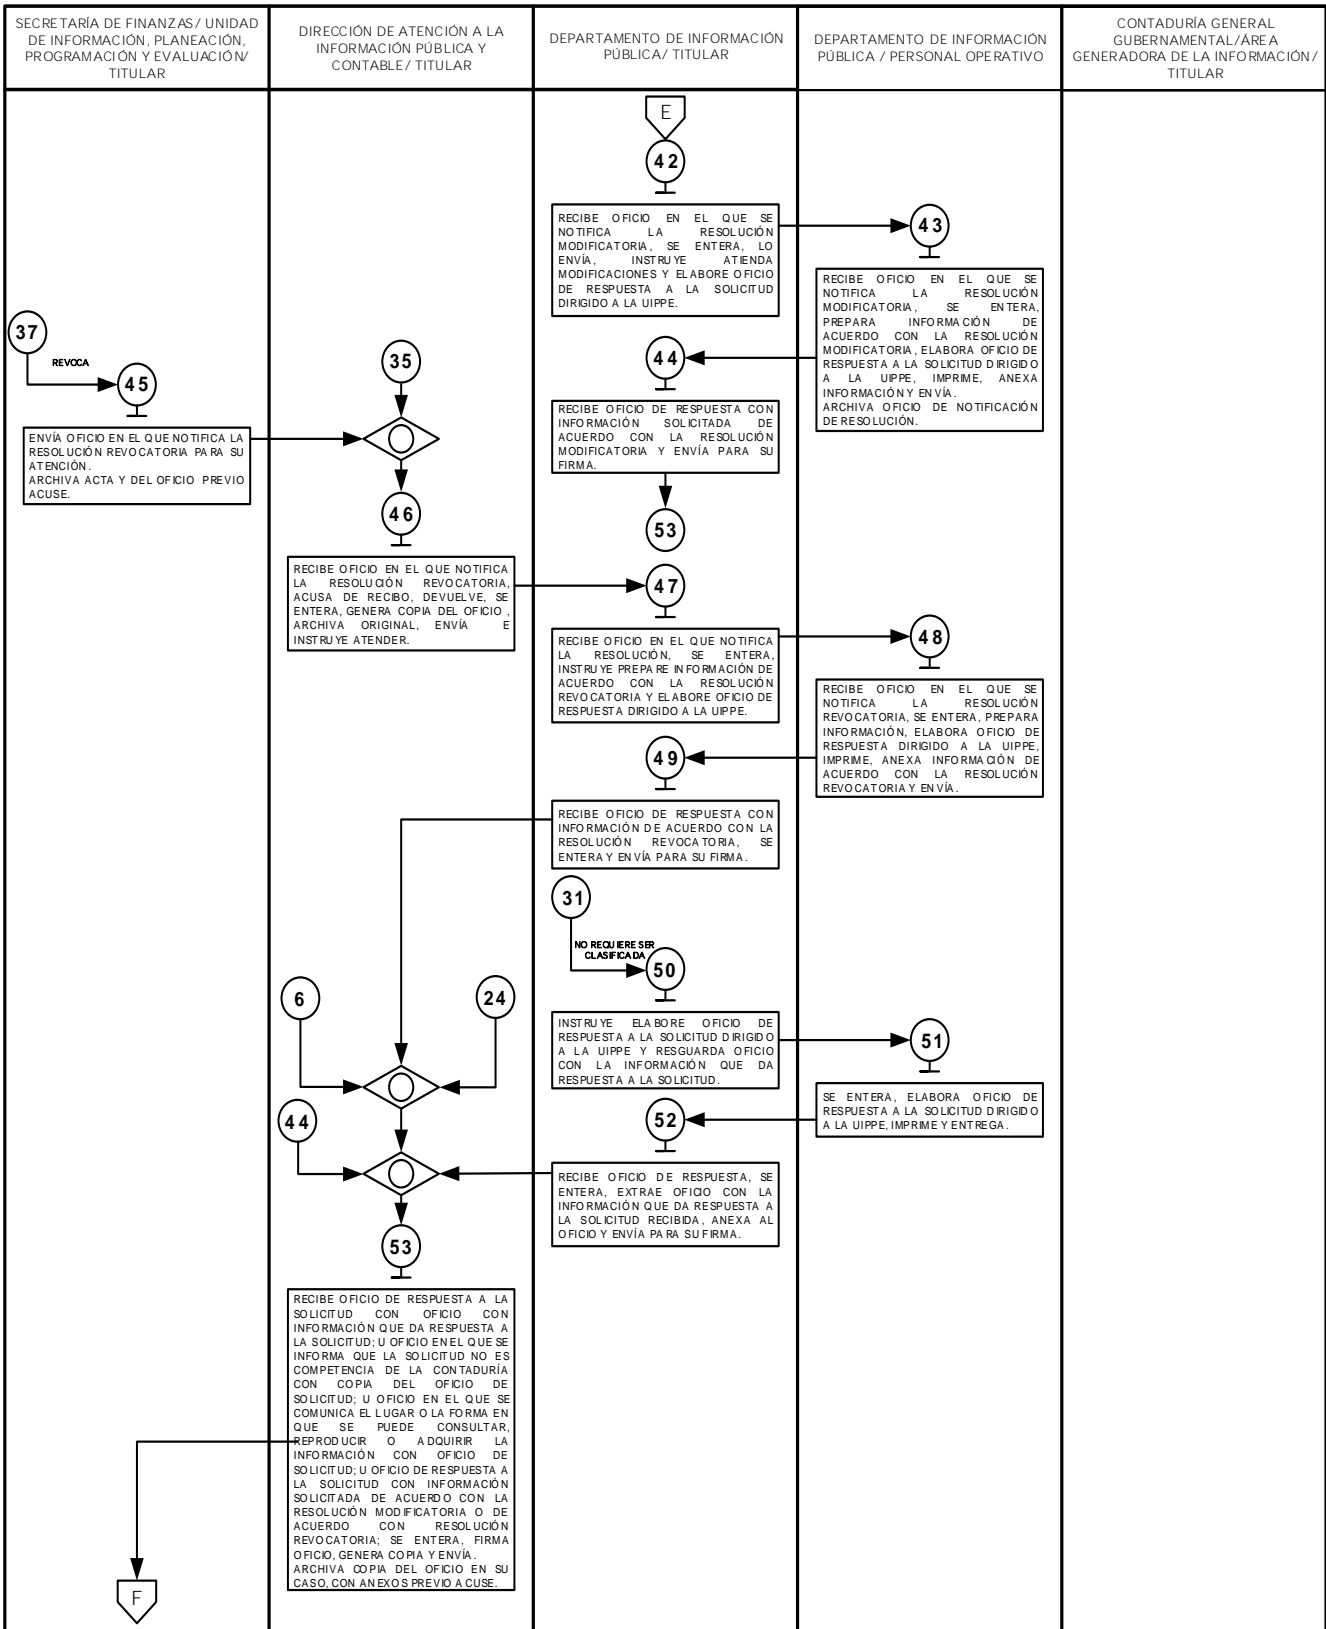 SECRETARÍA DE FINANZAS/ UNIDAD
DE INFORMACIÓN, PLANEACIÓN,
PROGRAMACIÓN Y EVALUACIÓN/
TITULAR
DIRECCIÓN DE ATENCIÓN A LA
INFORMACIÓN PÚBLICA Y
CONTABLE/ TITULAR
DEPARTAMENTO DE INFORMACIÓN
PÚBLICA/ TITULAR
DEPARTAMENTO DE INFORMACIÓN
PÚBLICA / PERSONAL OPERATIVO
CONTADURÍA GENERAL
GUBERNAMENTAL/ÁREA
GENERADORA DE LA INFORMACIÓN/
TITULAR
E
42
RECIBE OFICIO EN EL QUE SE
NOTIFICA LA RESOLUCIÓN
MODIFICATORIA, SE ENTERA, LO
ENVÍA, INSTRUYE ATIENDA
MODIFICACIONES Y ELABORE OFICIO
DE RESPUESTA A LA SOLICITUD
DIRIGIDO A LA UIPPE.
43
RECIBE OFICIO EN EL QUE SE
NOTIFICA LA RESOLUCIÓN
MODIFICATORIA, SE ENTERA,
PREPARA INFORMACIÓN DE
ACUERDO CON LA RESOLUCIÓN
MODIFICATORIA, ELABORA OFICIO DE
RESPUESTA A LA SOLICITUD DIRIGIDO
A LA UIPPE, IMPRIME, ANEXA
INFORMACIÓN Y ENVÍA.
ARCHIVA OFICIO DE NOTIFICACIÓN
DE RESOLUCIÓN.
37
REVOCA
45
ENVÍA OFICIO EN EL QUE NOTIFICA LA
RESOLUCIÓN REVOCATORIA PARA SU
ATENCIÓN.
ARCHIVA ACTA Y DEL OFICIO PREVIO
ACUSE.
35
44
RECIBE OFICIO DE RESPUESTA CON
INFORMACIÓN SOLICITADA DE
ACUERDO CON LA RESOLUCIÓN
MODIFICATORIA Y ENVÍA PARA SU
FIRMA.
53
46
RECIBE OFICIO EN EL QUE NOTIFICA
LA RESOLUCIÓN REVOCATORIA,
ACUSA DE RECIBO, DEVUELVE, SE
ENTERA, GENERA COPIA DEL OFICIO ,
ARCHIVA ORIGINAL, ENVÍA E
INSTRUYE ATENDER.
47
RECIBE OFICIO EN EL QUE NOTIFICA
LA RESOLUCIÓN, SE ENTERA,
INSTRUYE PREPARE INFORMACIÓN DE
ACUERDO CON LA RESOLUCIÓN
REVOCATORIA Y ELABORE OFICIO DE
RESPUESTA DIRIGIDO A LA UIPPE.
48
RECIBE OFICIO EN EL QUE SE
NOTIFICA LA RESOLUCIÓN
REVOCATORIA, SE ENTERA, PREPARA
INFORMACIÓN, ELABORA OFICIO DE
RESPUESTA DIRIGIDO A LA UIPPE,
IMPRIME, ANEXA INFORMACIÓN DE
ACUERDO CON LA RESOLUCIÓN
REVOCATORIA Y ENVÍA.
49
RECIBE OFICIO DE RESPUESTA CON
INFORMACIÓN DE ACUERDO CON LA
RESOLUCIÓN REVOCATORIA, SE
ENTERA Y ENVÍA PARA SU FIRMA.
31
NO REQUIERE SER
CLASIFICADA
50
INSTRUYE ELABORE OFICIO DE
RESPUESTA A LA SOLICITUD DIRIGIDO
A LA UIPPE Y RESGUARDA OFICIO
CON LA INFORMACIÓN QUE DA
RESPUESTA A LA SOLICITUD.
51
SE ENTERA, ELABORA OFICIO DE
RESPUESTA A LA SOLICITUD DIRIGIDO
A LA UIPPE, IMPRIME Y ENTREGA.
6
24
44
52
RECIBE OFICIO DE RESPUESTA, SE
ENTERA, EXTRAE OFICIO CON LA
INFORMACIÓN QUE DA RESPUESTA A
LA SOLICITUD RECIBIDA, ANEXA AL
OFICIO Y ENVÍA PARA SU FIRMA.
53
RECIBE OFICIO DE RESPUESTA A LA
SOLICITUD CON OFICIO CON
INFORMACIÓN QUE DA RESPUESTA A
LA SOLICITUD; U OFICIO EN EL QUE SE
INFORMA QUE LA SOLICITUD NO ES
COMPETENCIA DE LA CONTADURÍA
CON COPIA DEL OFICIO DE
SOLICITUD; U OFICIO EN EL QUE SE
COMUNICA EL LUGAR O LA FORMA EN
QUE SE PUEDE CONSULTAR,
REPRODUCIR O ADQUIRIR LA
INFORMACIÓN CON OFICIO DE
SOLICITUD; U OFICIO DE RESPUESTA A
LA SOLICITUD CON INFORMACIÓN
SOLICITADA DE ACUERDO CON LA
RESOLUCIÓN MODIFICATORIA O DE
ACUERDO CON RESOLUCIÓN
REVOCATORIA; SE ENTERA, FIRMA
OFICIO, GENERA COPIA Y ENVÍA.
ARCHIVA COPIA DEL OFICIO EN SU
CASO, CON ANEXOS PREVIO ACUSE.
F